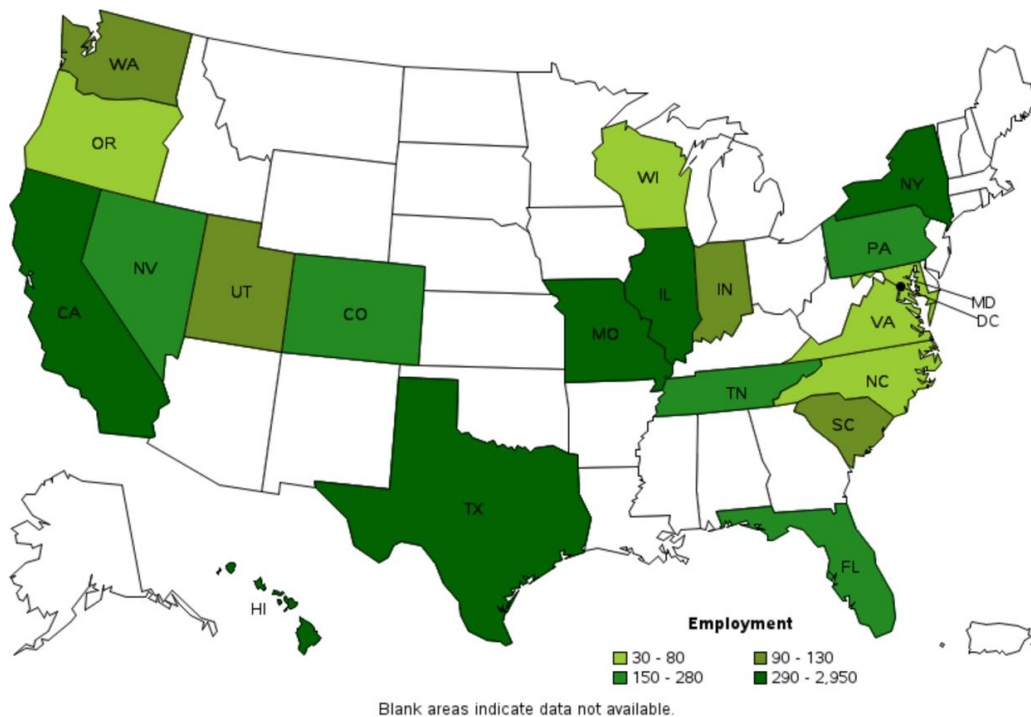 WA
OR
WI
NY
NV
PA
UT
CO
IL
IN
CA
MO
MD
DC
VA
NC
TN
SC
TX
FL
HI
Employment
30 - 80
90 - 130
150 - 280
290 - 2,950
Blank areas indicate data not available.